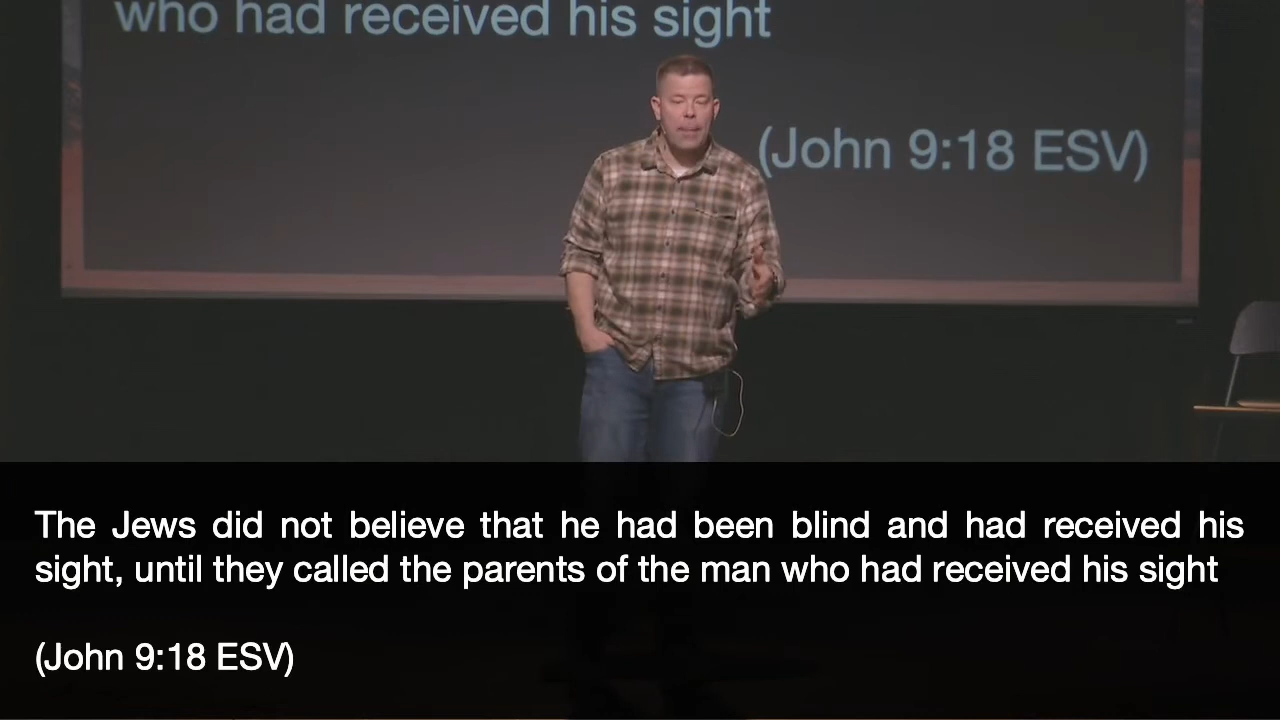 who had received his sight
(John 9:18 ESV)
The Jews did not believe that he had been blind and had received his
sight, until they called the parents of the man who had received his sight
(John 9:18 ESV)